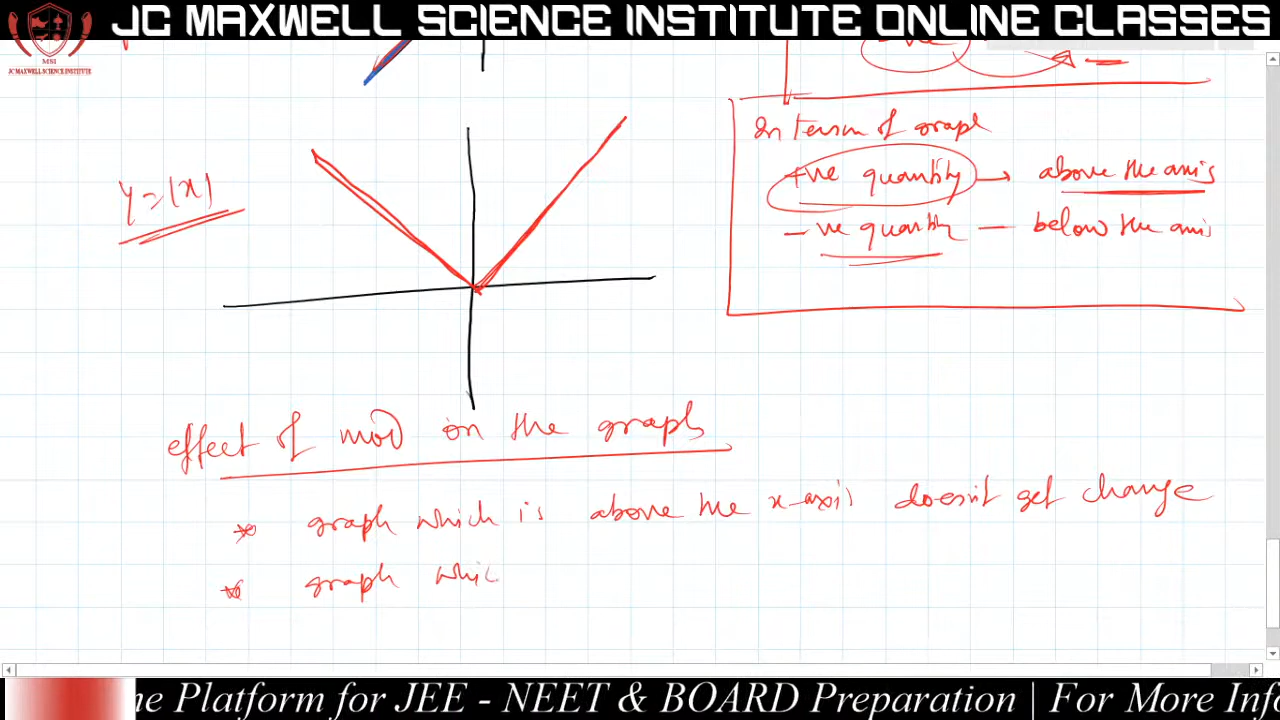 JC MAXWELL SCIENCE INSTITUTE ONLINE CLASSES
MSI
JC MAXWELL SCIENCE INSTITUTE
In term of graph
+ve quantity → above the axis
-ve quantity — below the axis
y=|x|
effect of mod on the graph
* graph which is above the x-axis doesn't get change
* graph whic
ne Platform for JEE - NEET & BOARD Preparation | For More Info